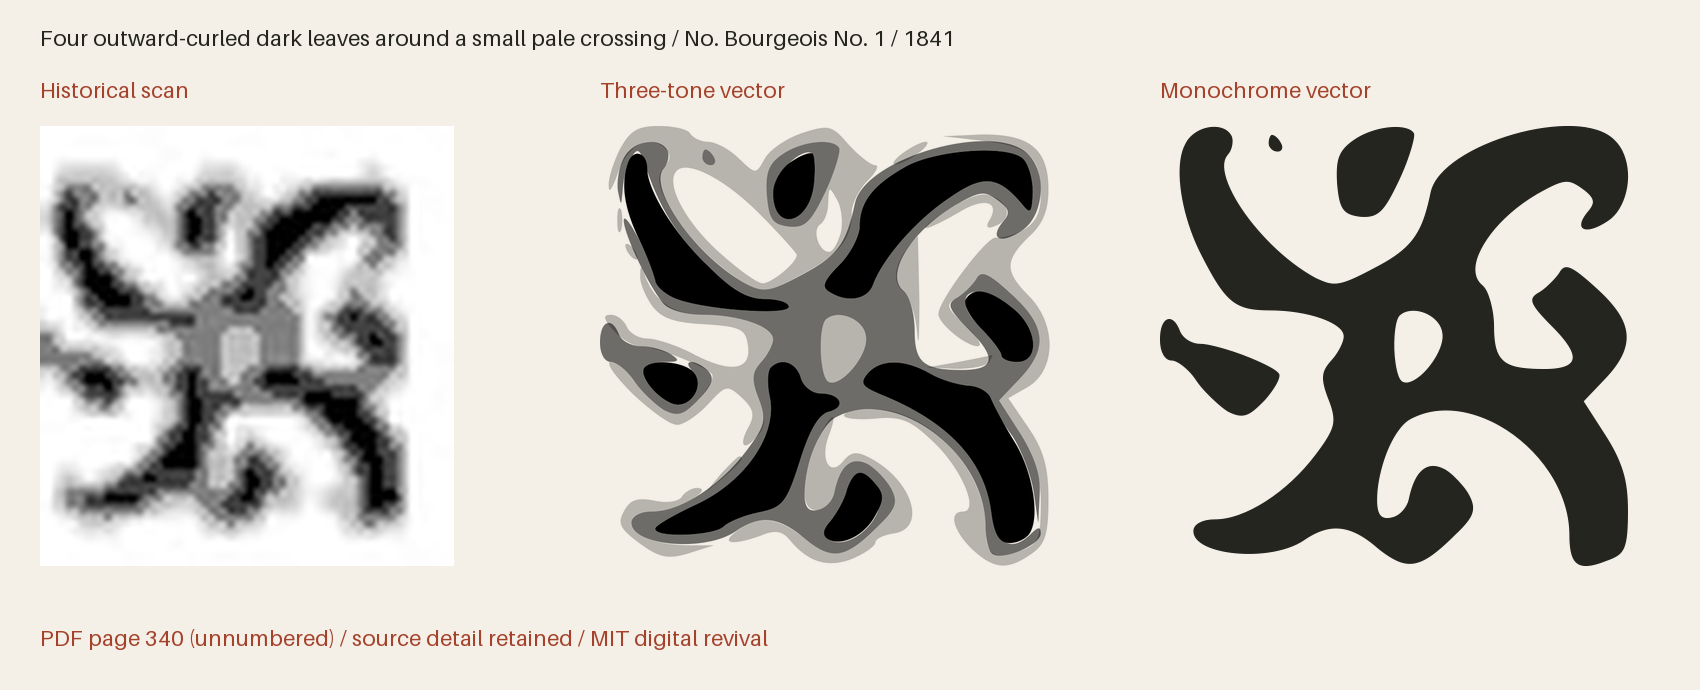 Four outward-curled dark leaves around a small pale crossing / No. Bourgeois No. 1 / 1841
Historical scan
Three-tone vector
Monochrome vector
PDF page 340 (unnumbered) / source detail retained / MIT digital revival